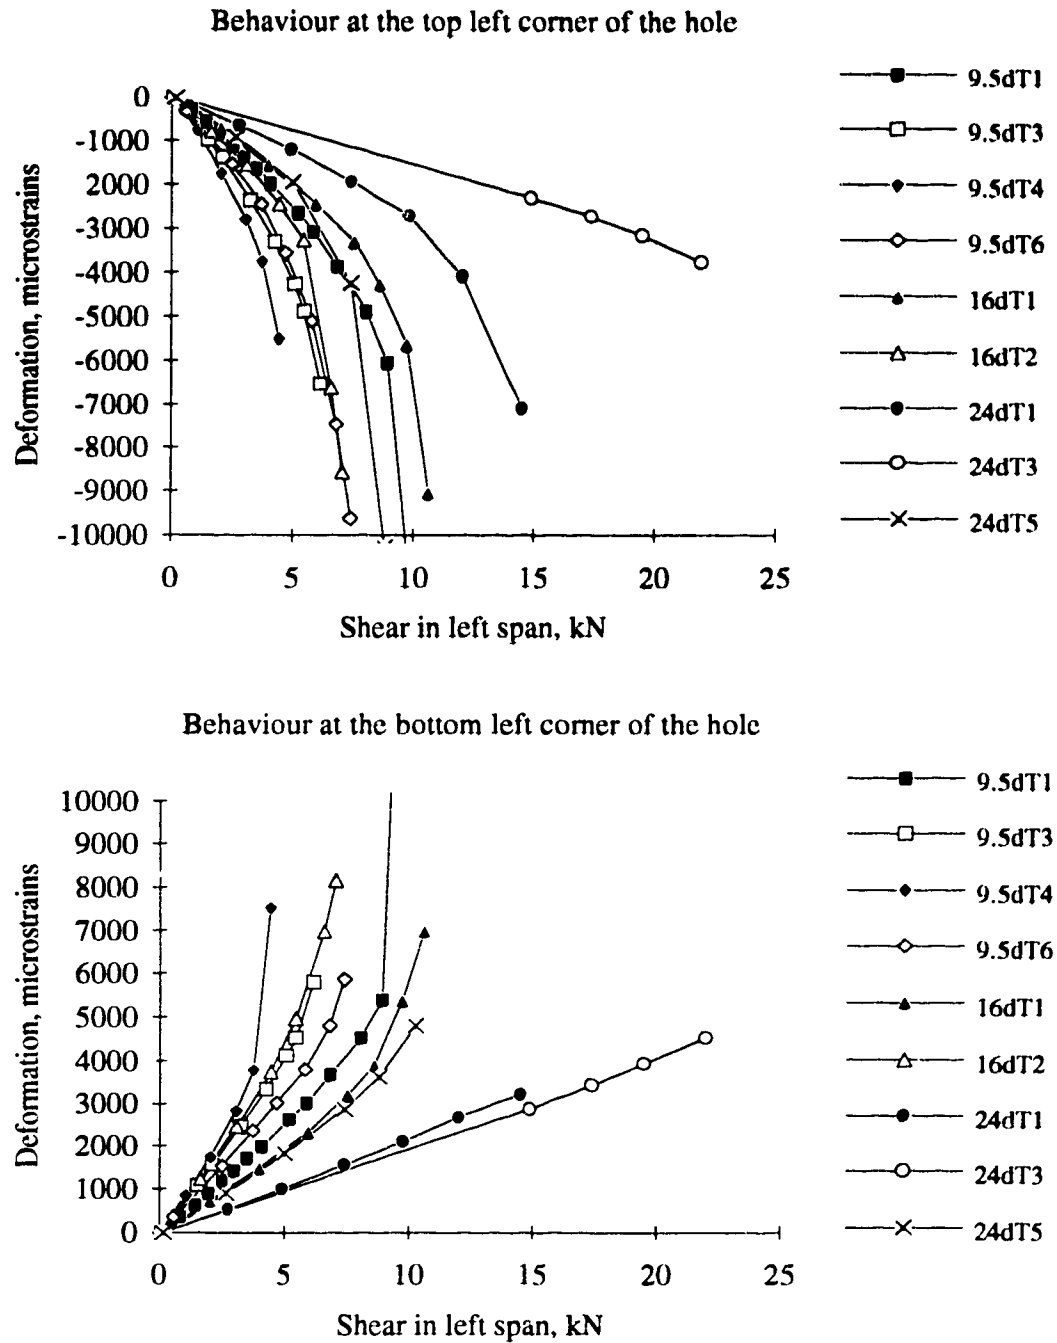 Behaviour at the top left corner of the hole
0
-1000
2000
-3000
-4000
-5000
-6000
-7000
-8000
-9000
-10000
Deformation, microstrains
0 5 10 15 20 25
Shear in left span, kN
9.5dT1
9.5dT3
9.5dT4
9.5dT6
16dT1
16dT2
24dT1
24dT3
24dT5
Behaviour at the bottom left corner of the hole
10000
9000
8000
7000
6000
5000
4000
3000
2000
1000
0
Deformation, microstrains
0 5 10 15 20 25
Shear in left span, kN
9.5dT1
9.5dT3
9.5dT4
9.5dT6
16dT1
16dT2
24dT1
24dT3
24dT5